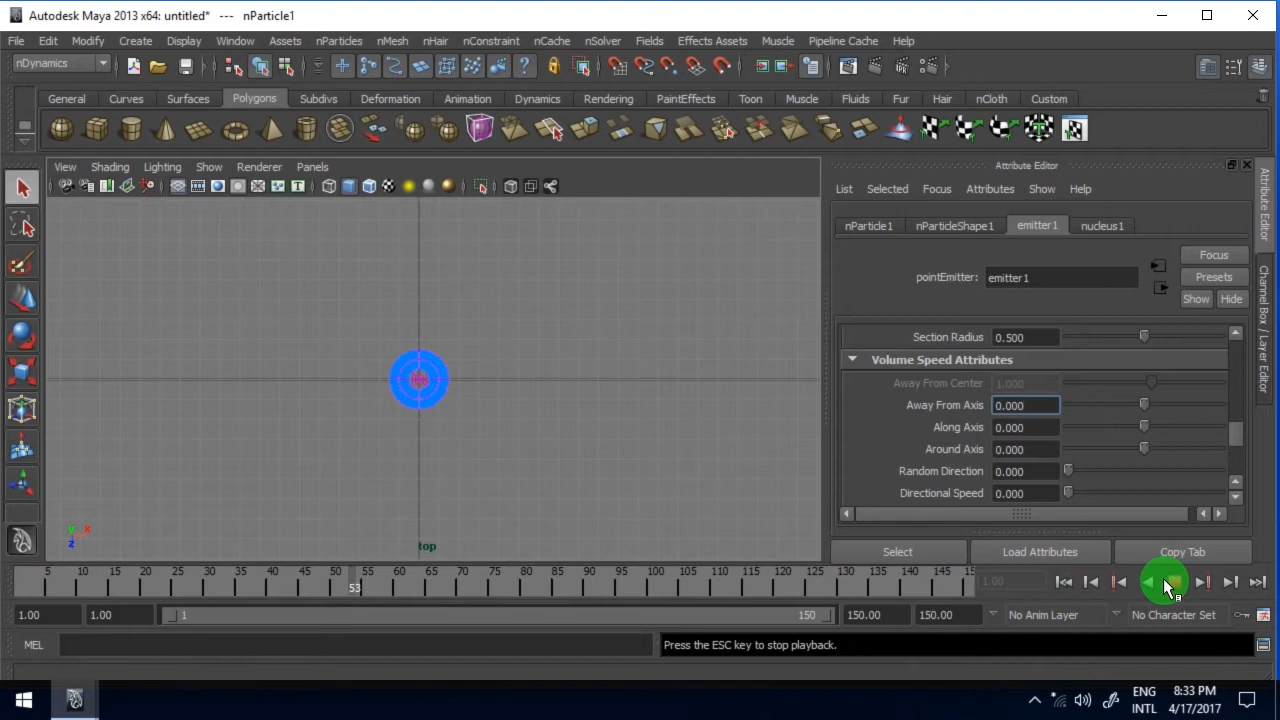 Autodesk Maya 2013 x64: untitled* --- nParticle1
File Edit Modify Create Display Window Assets nParticles nMesh nHair nConstraint nCache nSolver Fields Effects Assets Muscle Pipeline Cache Help
nDynamics
General Curves Surfaces Polygons Subdivs Deformation Animation Dynamics Rendering PaintEffects Toon Muscle Fluids Fur Hair nCloth Custom
View Shading Lighting Show Renderer Panels
Attribute Editor
List Selected Focus Attributes Show Help
nParticle1 nParticleShape1 emitter1 nucleus1
Focus
pointEmitter: emitter1
Presets
Show Hide
Section Radius 0.500
Volume Speed Attributes
Away From Center 1.000
Away From Axis 0.000
Along Axis 0.000
Around Axis 0.000
Random Direction 0.000
Directional Speed 0.000
Select Load Attributes Copy Tab
Attribute Editor
Channel Box / Layer Editor
y x
z
top
5 10 15 20 25 30 35 40 45 50 55 60 65 70 75 80 85 90 95 100 105 110 115 120 125 130 135 140 145 15
53
1.00
1.00 1.00 1 150 150.00 150.00 No Anim Layer No Character Set
MEL Press the ESC key to stop playback.
ENG 8:33 PM
INTL 4/17/2017